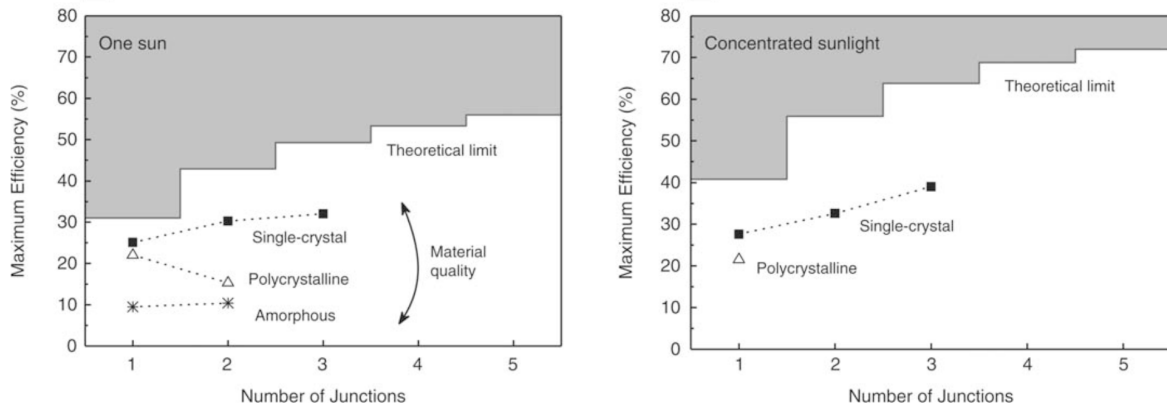 One sun
Maximum Efficiency (%)
80
70
60
50
40
30
20
10
0
Theoretical limit
Single-crystal
Material
quality
Polycrystalline
Amorphous
1 2 3 4 5
Number of Junctions
Concentrated sunlight
Maximum Efficiency (%)
80
70
60
50
40
30
20
10
0
Theoretical limit
Single-crystal
Polycrystalline
1 2 3 4 5
Number of Junctions